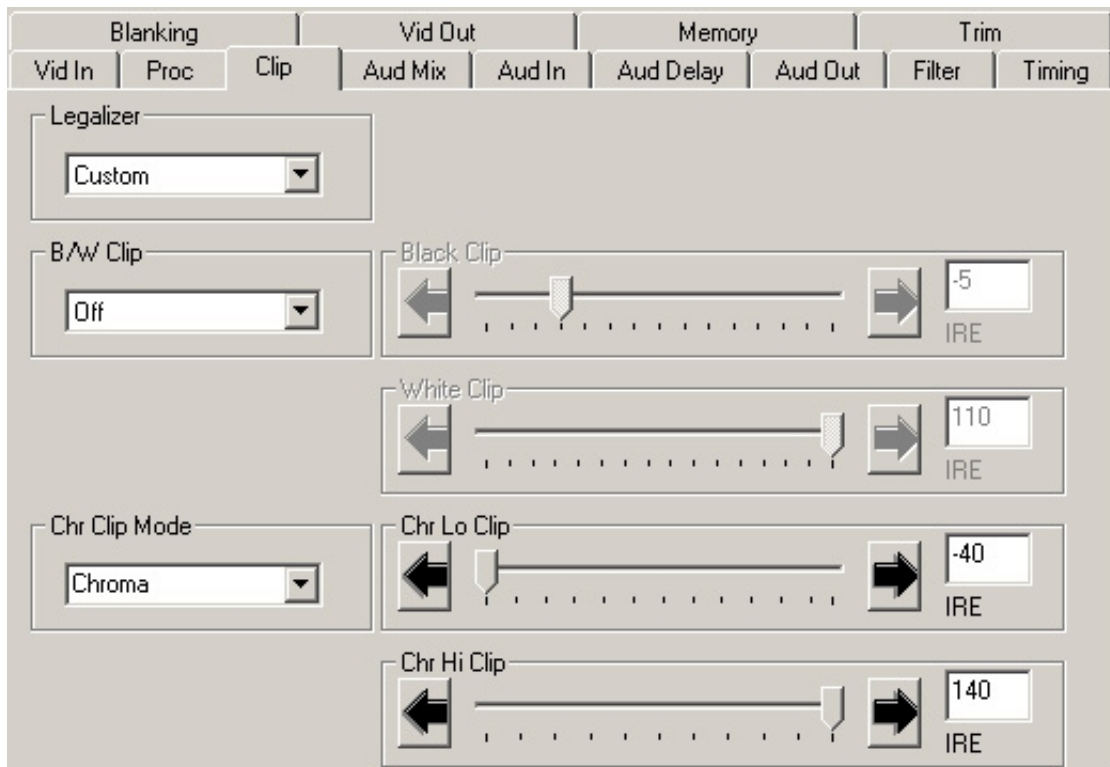 Blanking Vid Out Memory Trim
Vid In Proc Clip Aud Mix Aud In Aud Delay Aud Out Filter Timing
Legalizer
Custom
B/W Clip
Off
Black Clip
-5
IRE
White Clip
110
IRE
Chr Clip Mode
Chroma
Chr Lo Clip
-40
IRE
Chr Hi Clip
140
IRE